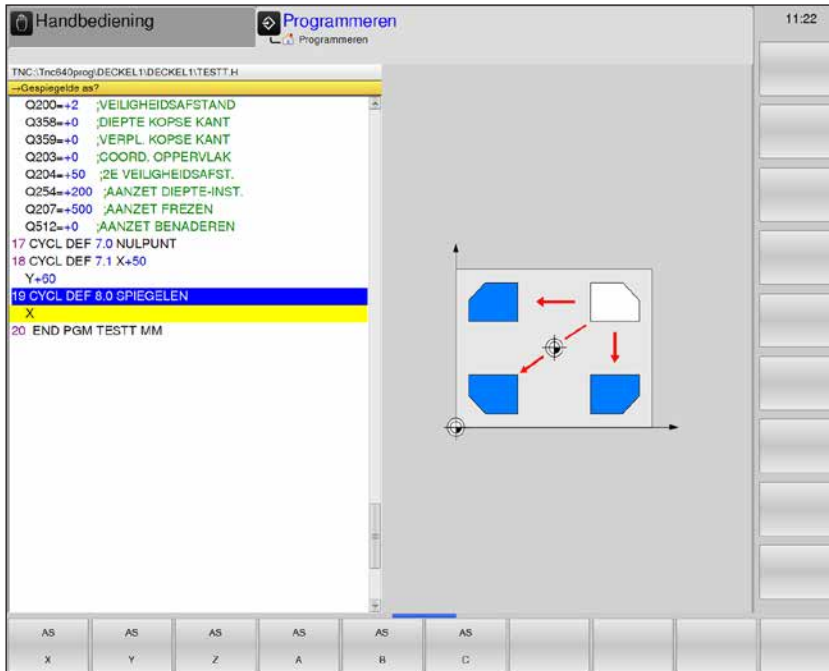 Handbediening
Programmeren
Programmeren
11:22
TNC:\Tnc640prog\DECKEL1\DECKEL1\TESTT.H
→Gespiegelde as?
Q200=+2 ;VEILIGHEIDSAFSTAND
Q358=+0 ;DIEPTE KOPSE KANT
Q359=+0 ;VERPL. KOPSE KANT
Q203=+0 ;COORD. OPPERVLAK
Q204=+50 ;2E VEILIGHEIDSAFST.
Q254=+200 ;AANZET DIEPTE-INST.
Q207=+500 ;AANZET FREZEN
Q512=+0 ;AANZET BENADEREN
17 CYCL DEF 7.0 NULPUNT
18 CYCL DEF 7.1 X+50
Y+60
19 CYCL DEF 8.0 SPIEGELEN
X
20 END PGM TESTT MM
AS AS AS AS AS AS
X Y Z A B C